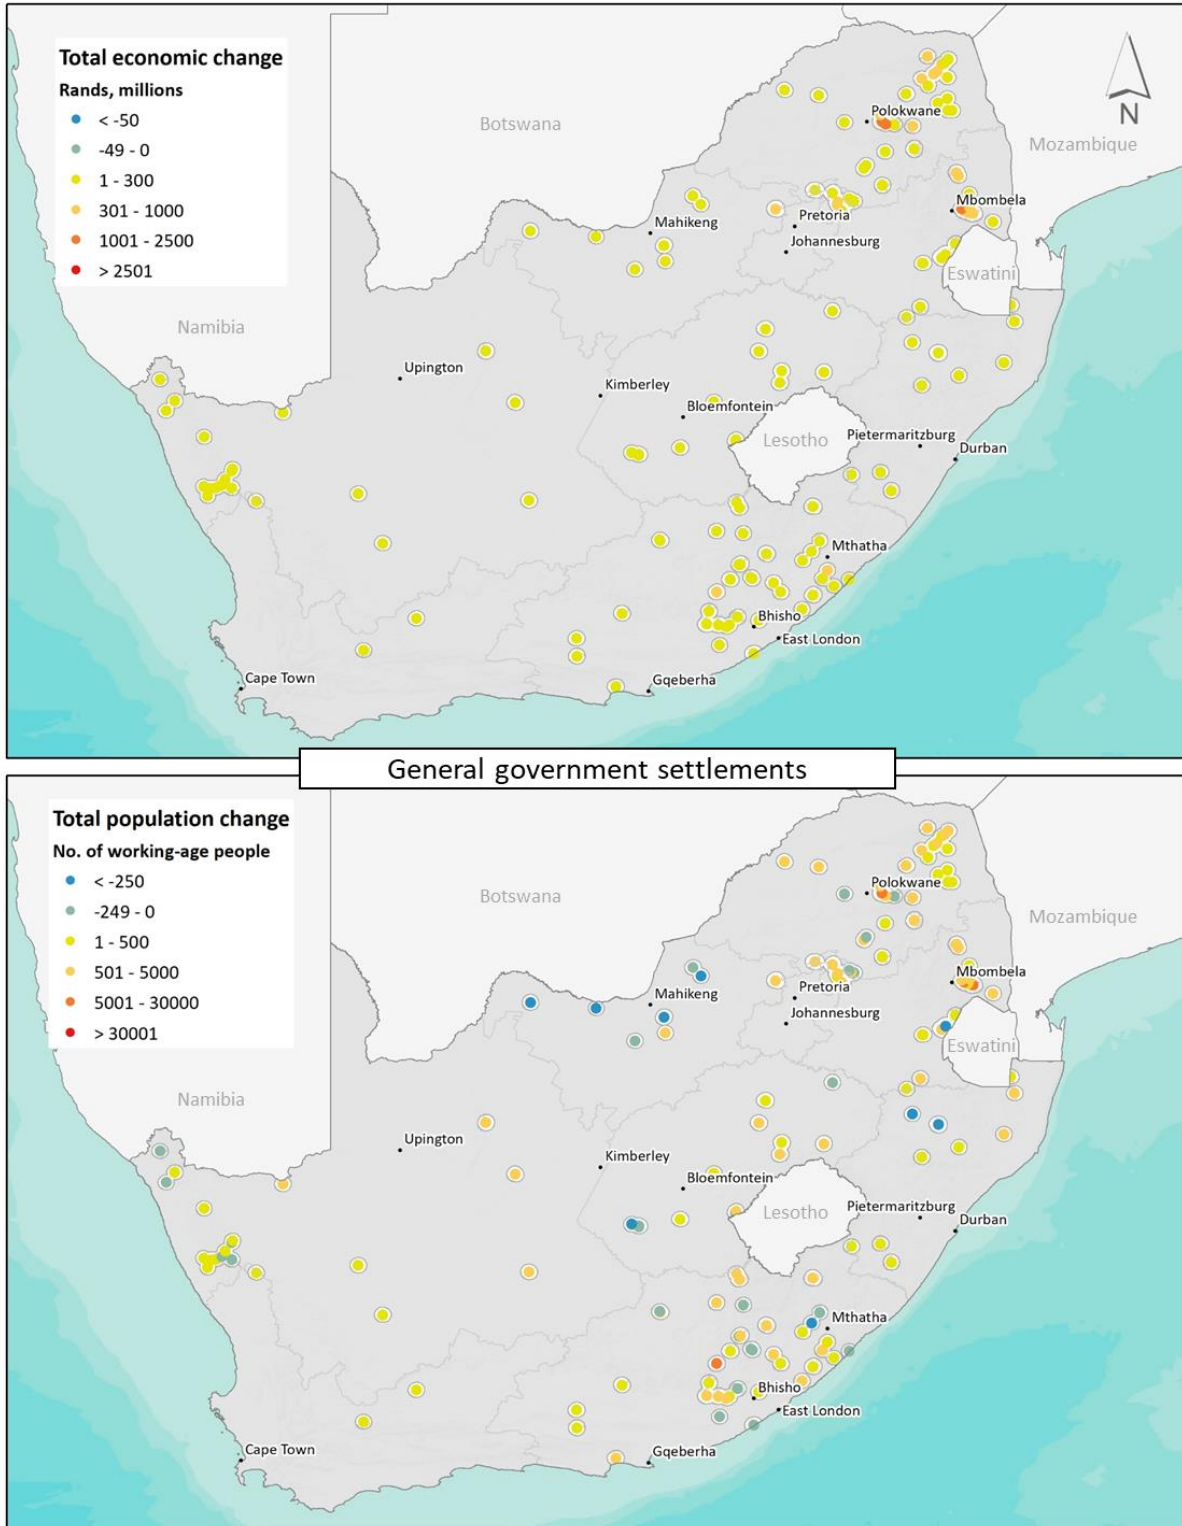 Total economic change
Rands, millions
< -50
-49 - 0
1 - 300
301 - 1000
1001 - 2500
> 2501
N
Botswana
Mozambique
Namibia
Polokwane
Mbombela
Mahikeng
Pretoria
Johannesburg
Eswatini
Upington
Kimberley
Bloemfontein
Lesotho
Pietermaritzburg
Durban
Mthatha
Bhisho
East London
Cape Town
Gqeberha
General government settlements
Total population change
No. of working-age people
< -250
-249 - 0
1 - 500
501 - 5000
5001 - 30000
> 30001
Botswana
Mozambique
Namibia
Polokwane
Mbombela
Mahikeng
Pretoria
Johannesburg
Eswatini
Upington
Kimberley
Bloemfontein
Lesotho
Pietermaritzburg
Durban
Mthatha
Bhisho
East London
Cape Town
Gqeberha